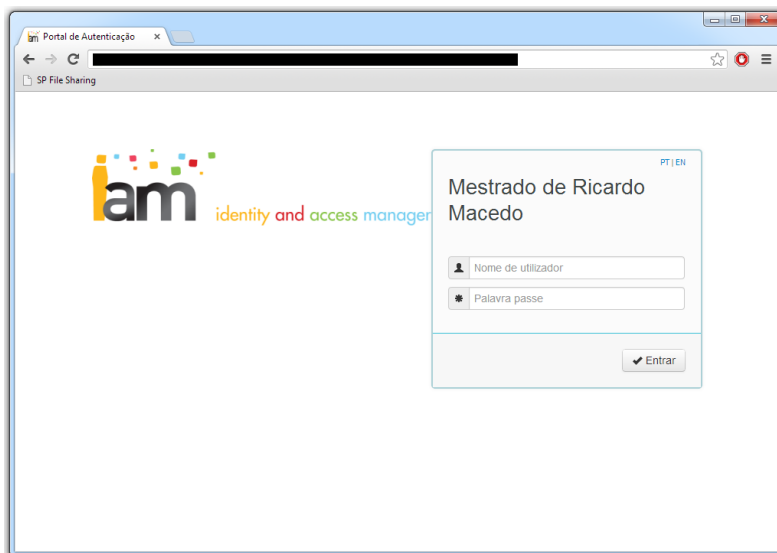 Portal de Autenticação
SP File Sharing
PT | EN
iam
identity and access manager
Mestrado de Ricardo
Macedo
Nome de utilizador
Palavra passe
Entrar